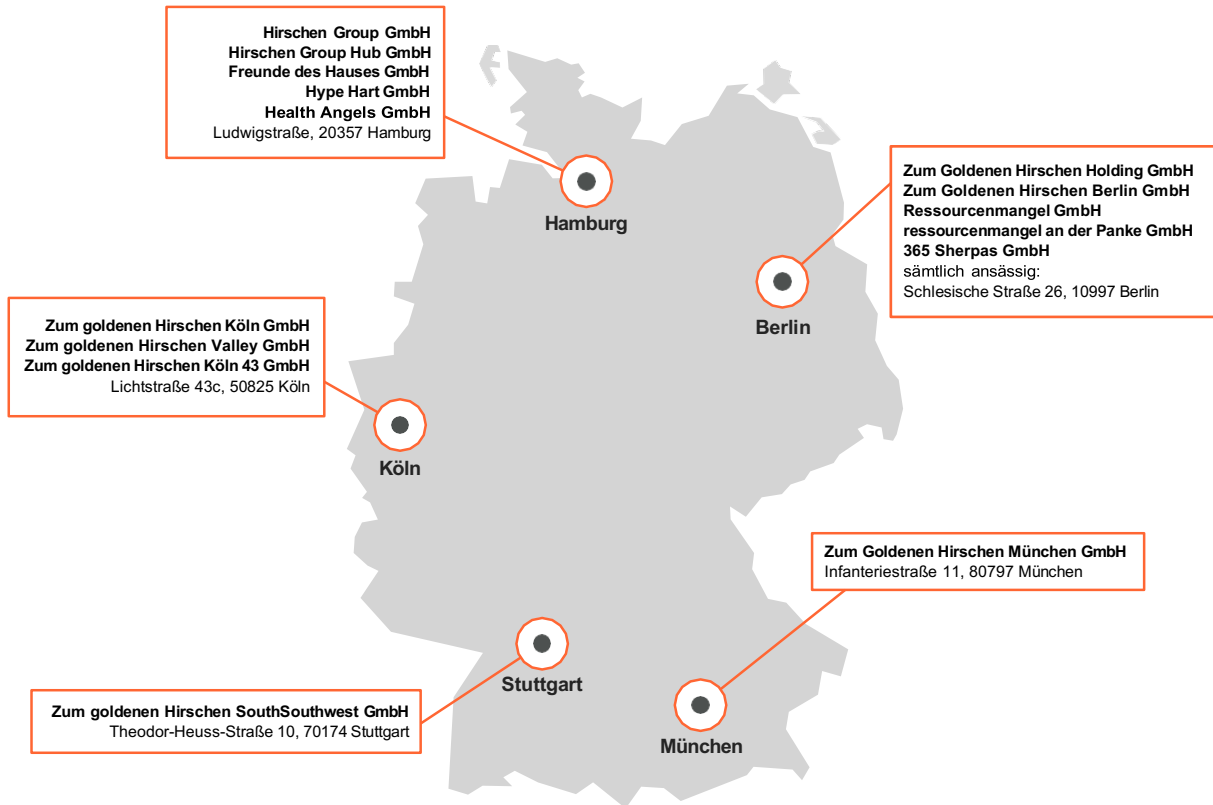 Hirschen Group GmbH
Hirschen Group Hub GmbH
Freunde des Hauses GmbH
Hype Hart GmbH
Health Angels GmbH
Ludwigstraße, 20357 Hamburg
Hamburg
Zum Goldenen Hirschen Holding GmbH
Zum Goldenen Hirschen Berlin GmbH
Ressourcenmangel GmbH
ressourcenmangel an der Panke GmbH
365 Sherpas GmbH
sämtlich ansässig:
Schlesische Straße 26, 10997 Berlin
Berlin
Zum goldenen Hirschen Köln GmbH
Zum goldenen Hirschen Valley GmbH
Zum goldenen Hirschen Köln 43 GmbH
Lichtstraße 43c, 50825 Köln
Köln
Zum Goldenen Hirschen München GmbH
Infanteriestraße 11, 80797 München
München
Zum goldenen Hirschen SouthSouthwest GmbH
Theodor-Heuss-Straße 10, 70174 Stuttgart
Stuttgart